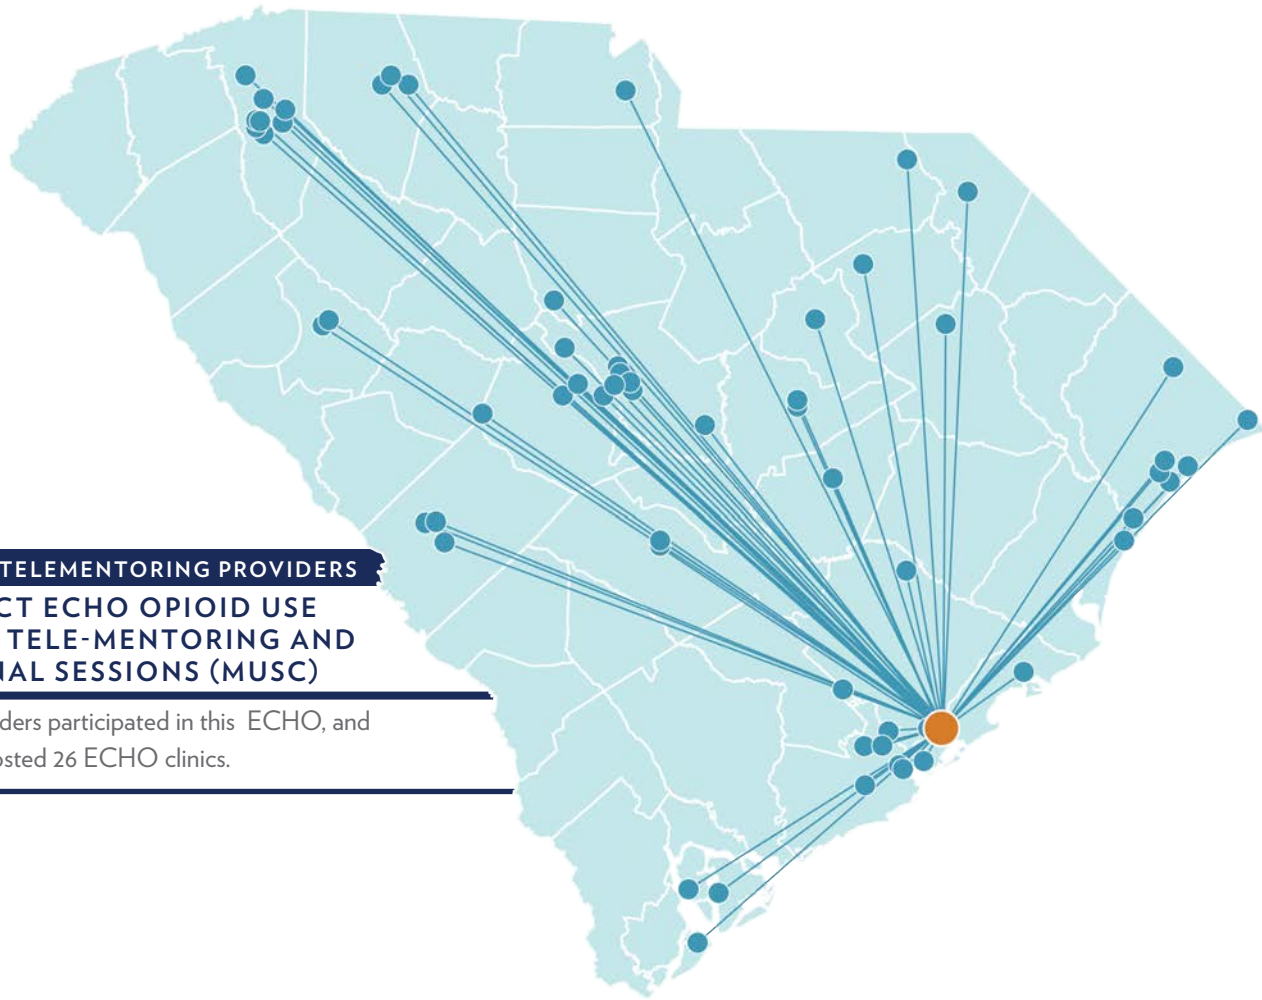 TELEMENTORING PROVIDERS
CT ECHO OPIOID USE
TELE-MENTORING AND
NAL SESSIONS (MUSC)
ders participated in this ECHO, and
osted 26 ECHO clinics.